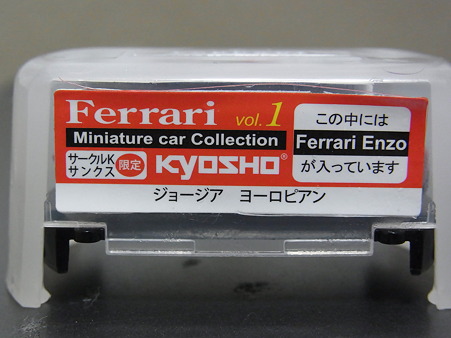 Ferrari vol.1
Miniature car Collection
サークルK
サンクス
限定
KYOSHO®
この中には
Ferrari Enzo
が入っています
ジョージア ヨーロピアン